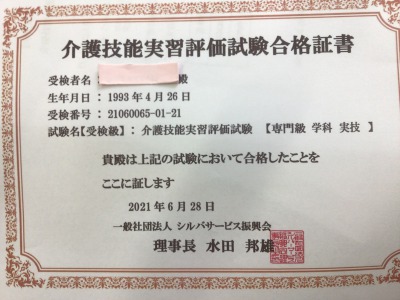 介護技能実習評価試験合格証書
受検者名： 殿
生年月日：1993年4月26日
受検番号：21060065-01-21
試験名【受検級】：介護技能実習評価試験 【専門級 学科 実技 】
貴殿は上記の試験において合格したことを
ここに証します
2021年6月28日
一般社団法人 シルバサービス振興会
理事長 水田 邦雄